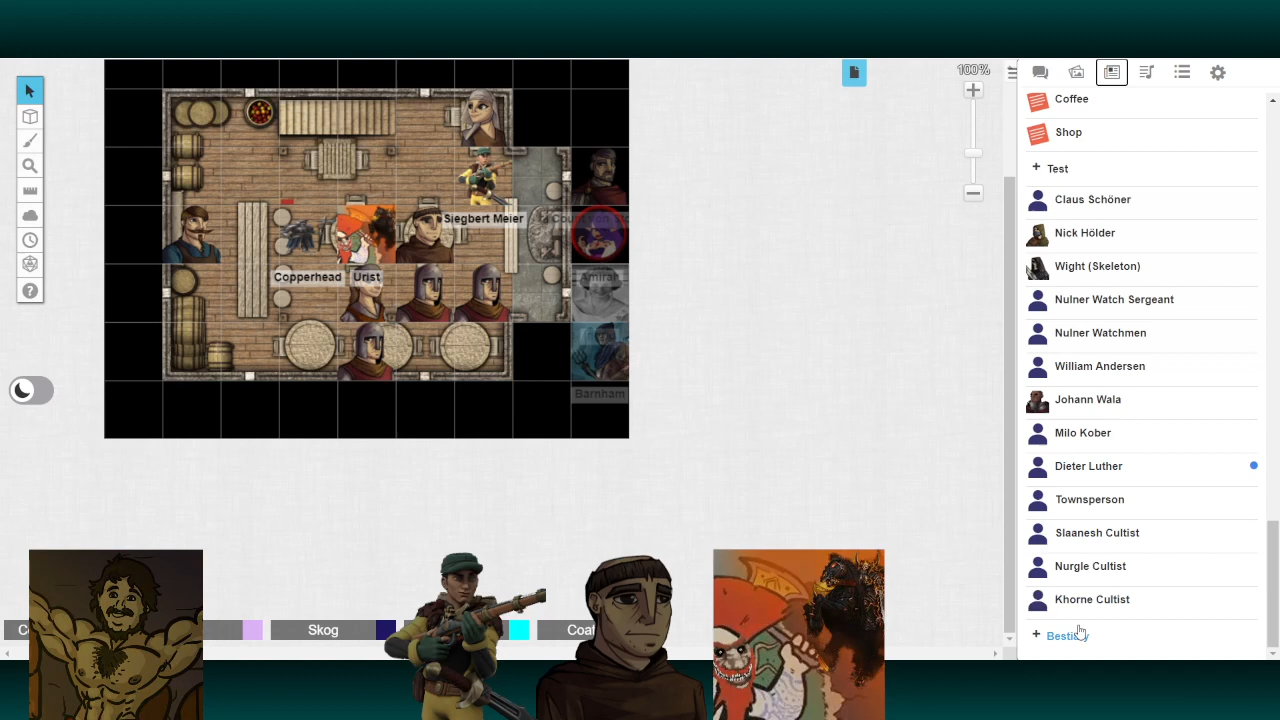 100%
Coffee
Shop
+ Test
Claus Schöner
Nick Hölder
Wight (Skeleton)
Nulner Watch Sergeant
Nulner Watchmen
William Andersen
Johann Wala
Milo Kober
Dieter Luther
Townsperson
Slaanesh Cultist
Nurgle Cultist
Khorne Cultist
+
Siegbert Meier
Copperhead
Urist
Amirah
Barnham
Skog